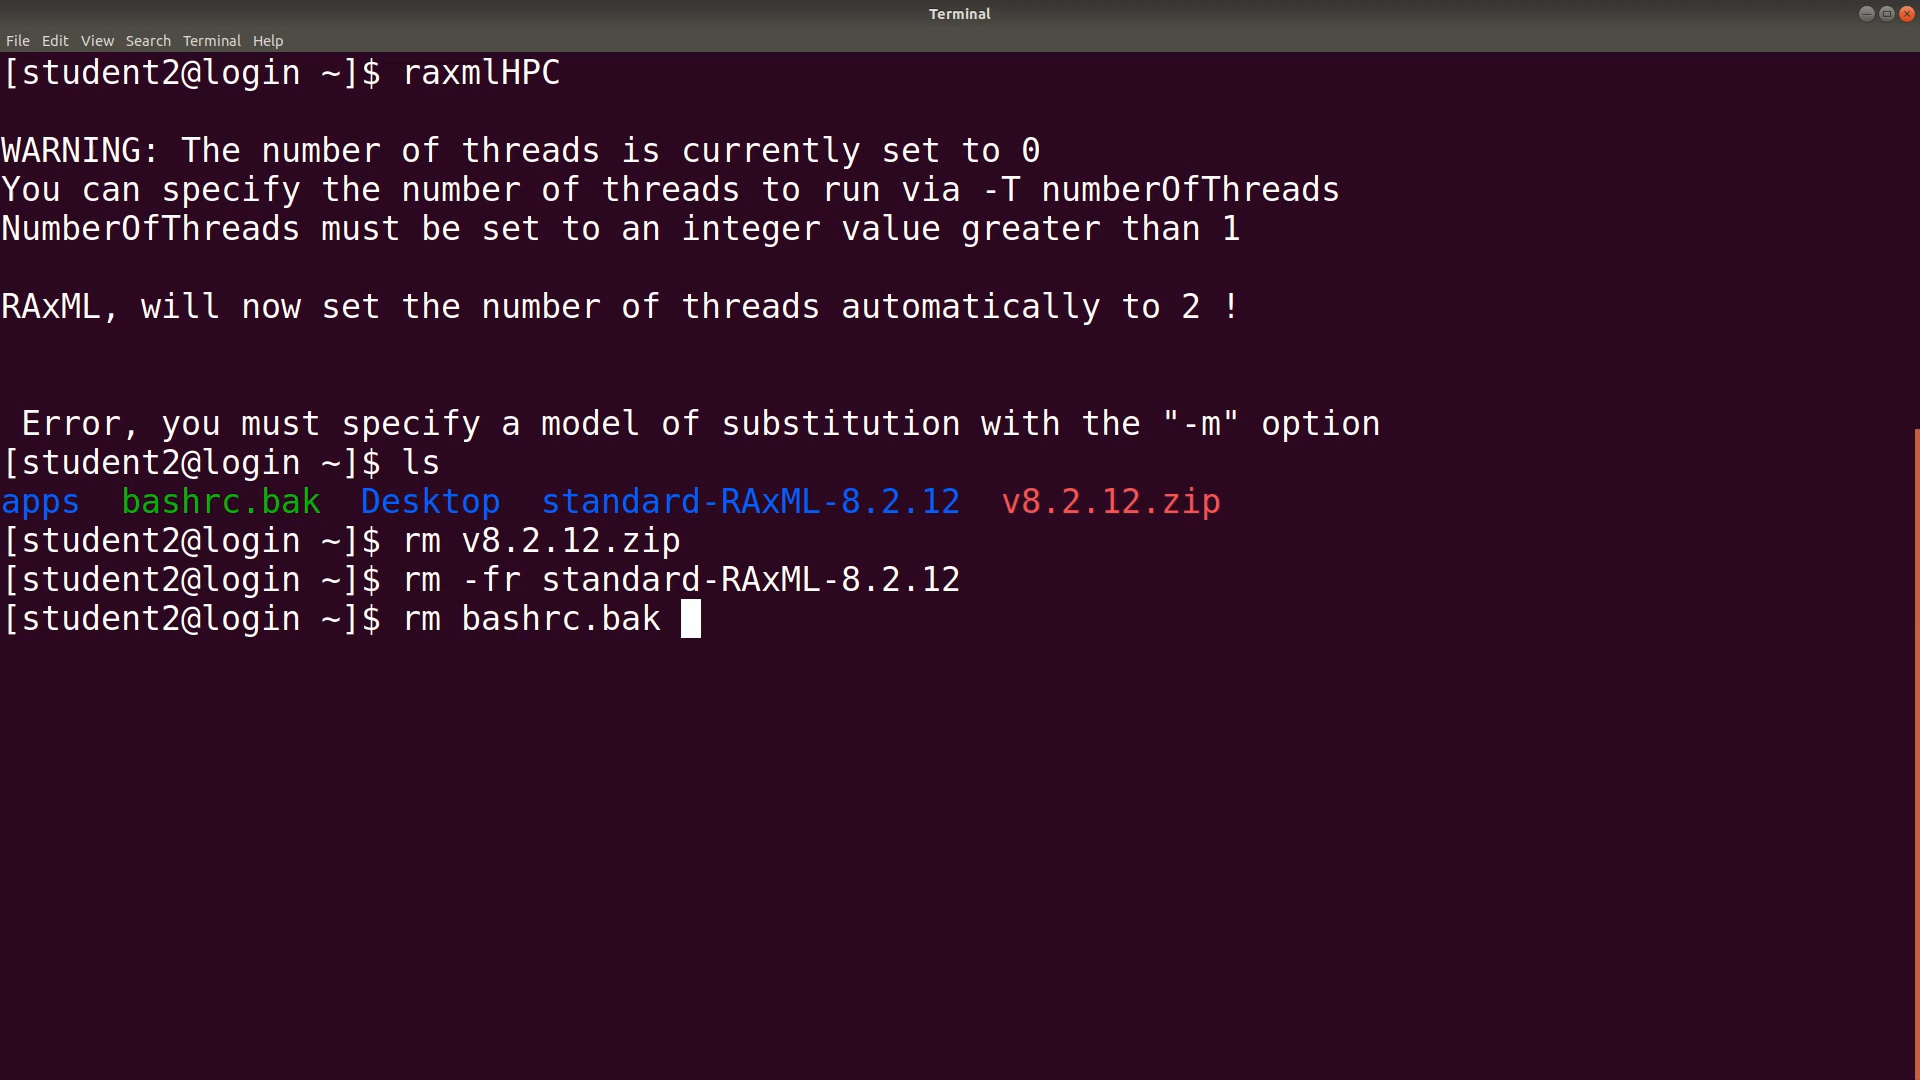 Terminal
File Edit View Search Terminal Help
[student2@login ~]$ raxmlHPC
WARNING: The number of threads is currently set to 0
You can specify the number of threads to run via -T numberOfThreads
NumberOfThreads must be set to an integer value greater than 1
RAxML, will now set the number of threads automatically to 2 !
Error, you must specify a model of substitution with the "-m" option
[student2@login ~]$ ls
apps  bashrc.bak  Desktop  standard-RAxML-8.2.12  v8.2.12.zip
[student2@login ~]$ rm v8.2.12.zip
[student2@login ~]$ rm -fr standard-RAxML-8.2.12
[student2@login ~]$ rm bashrc.bak